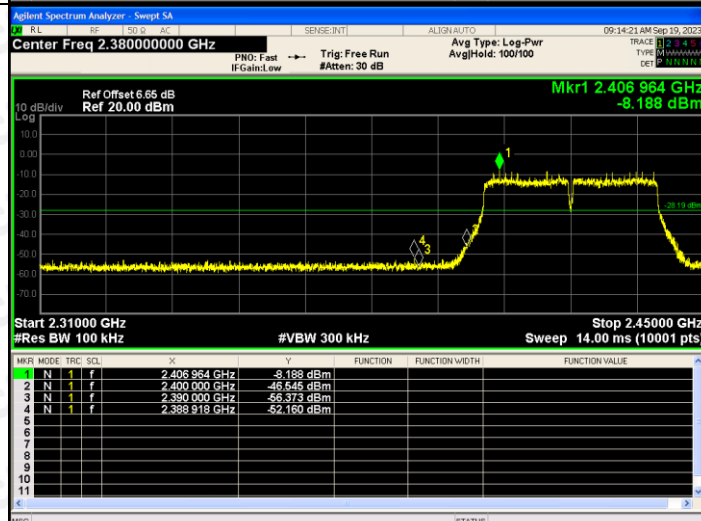 Agilent Spectrum Analyzer - Swept SA
RL RF 50 Ω AC SENSE:INT ALIGN AUTO 09:14:21 AM Sep 19, 2023
Center Freq 2.380000000 GHz
PNO: Fast
IFGain:Low
Trig: Free Run
#Atten: 30 dB
Avg Type: Log-Pwr
Avg|Hold: 100/100
TRACE 1 2 3 4 5
TYPE M
DET P N N N N
Mkr1 2.406 964 GHz
-8.188 dBm
Ref Offset 6.65 dB
10 dB/div Ref 20.00 dBm
Log
10.0
0.00
-10.0
-20.0
-30.0
-40.0
-50.0
-60.0
-70.0
1
-28.19 dBm
4
3
Start 2.31000 GHz Stop 2.45000 GHz
#Res BW 100 kHz #VBW 300 kHz Sweep 14.00 ms (10001 pts)
MKR MODE TRC SCL X Y FUNCTION FUNCTION WIDTH FUNCTION VALUE
1 N 1 f 2.406 964 GHz -8.188 dBm
2 N 1 f 2.400 000 GHz -46.545 dBm
3 N 1 f 2.390 000 GHz -56.373 dBm
4 N 1 f 2.388 918 GHz -52.160 dBm
5
6
7
8
9
10
11
MSG STATUS